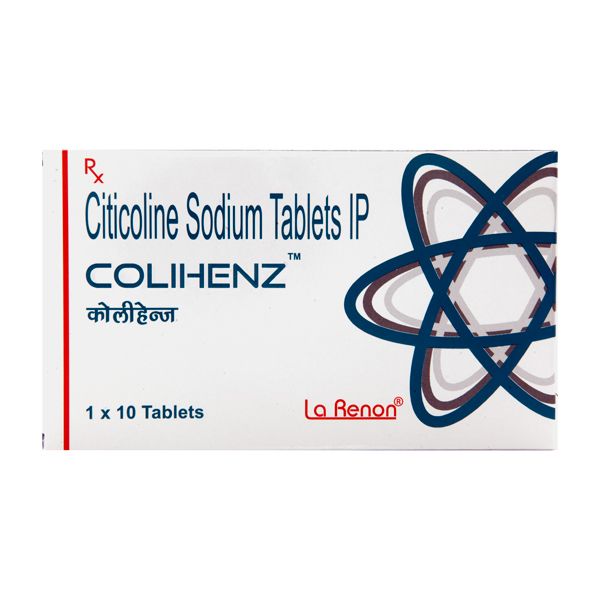 Rx
Citicoline Sodium Tablets IP
COLIHENZ™
कोलीहेन्ज
1 x 10 Tablets
La Renon®